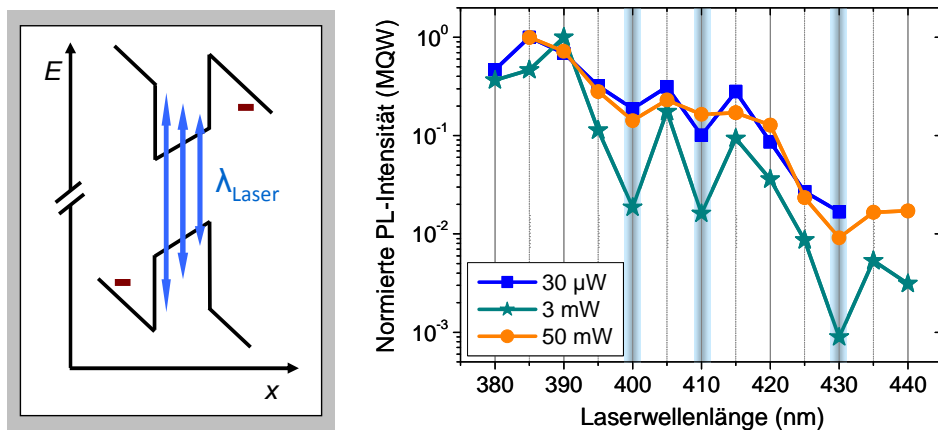 E
λLaser
x
Normierte PL-Intensität (MQW)
10⁰
10⁻¹
10⁻²
10⁻³
30 µW
3 mW
50 mW
380 390 400 410 420 430 440
Laserwellenlänge (nm)